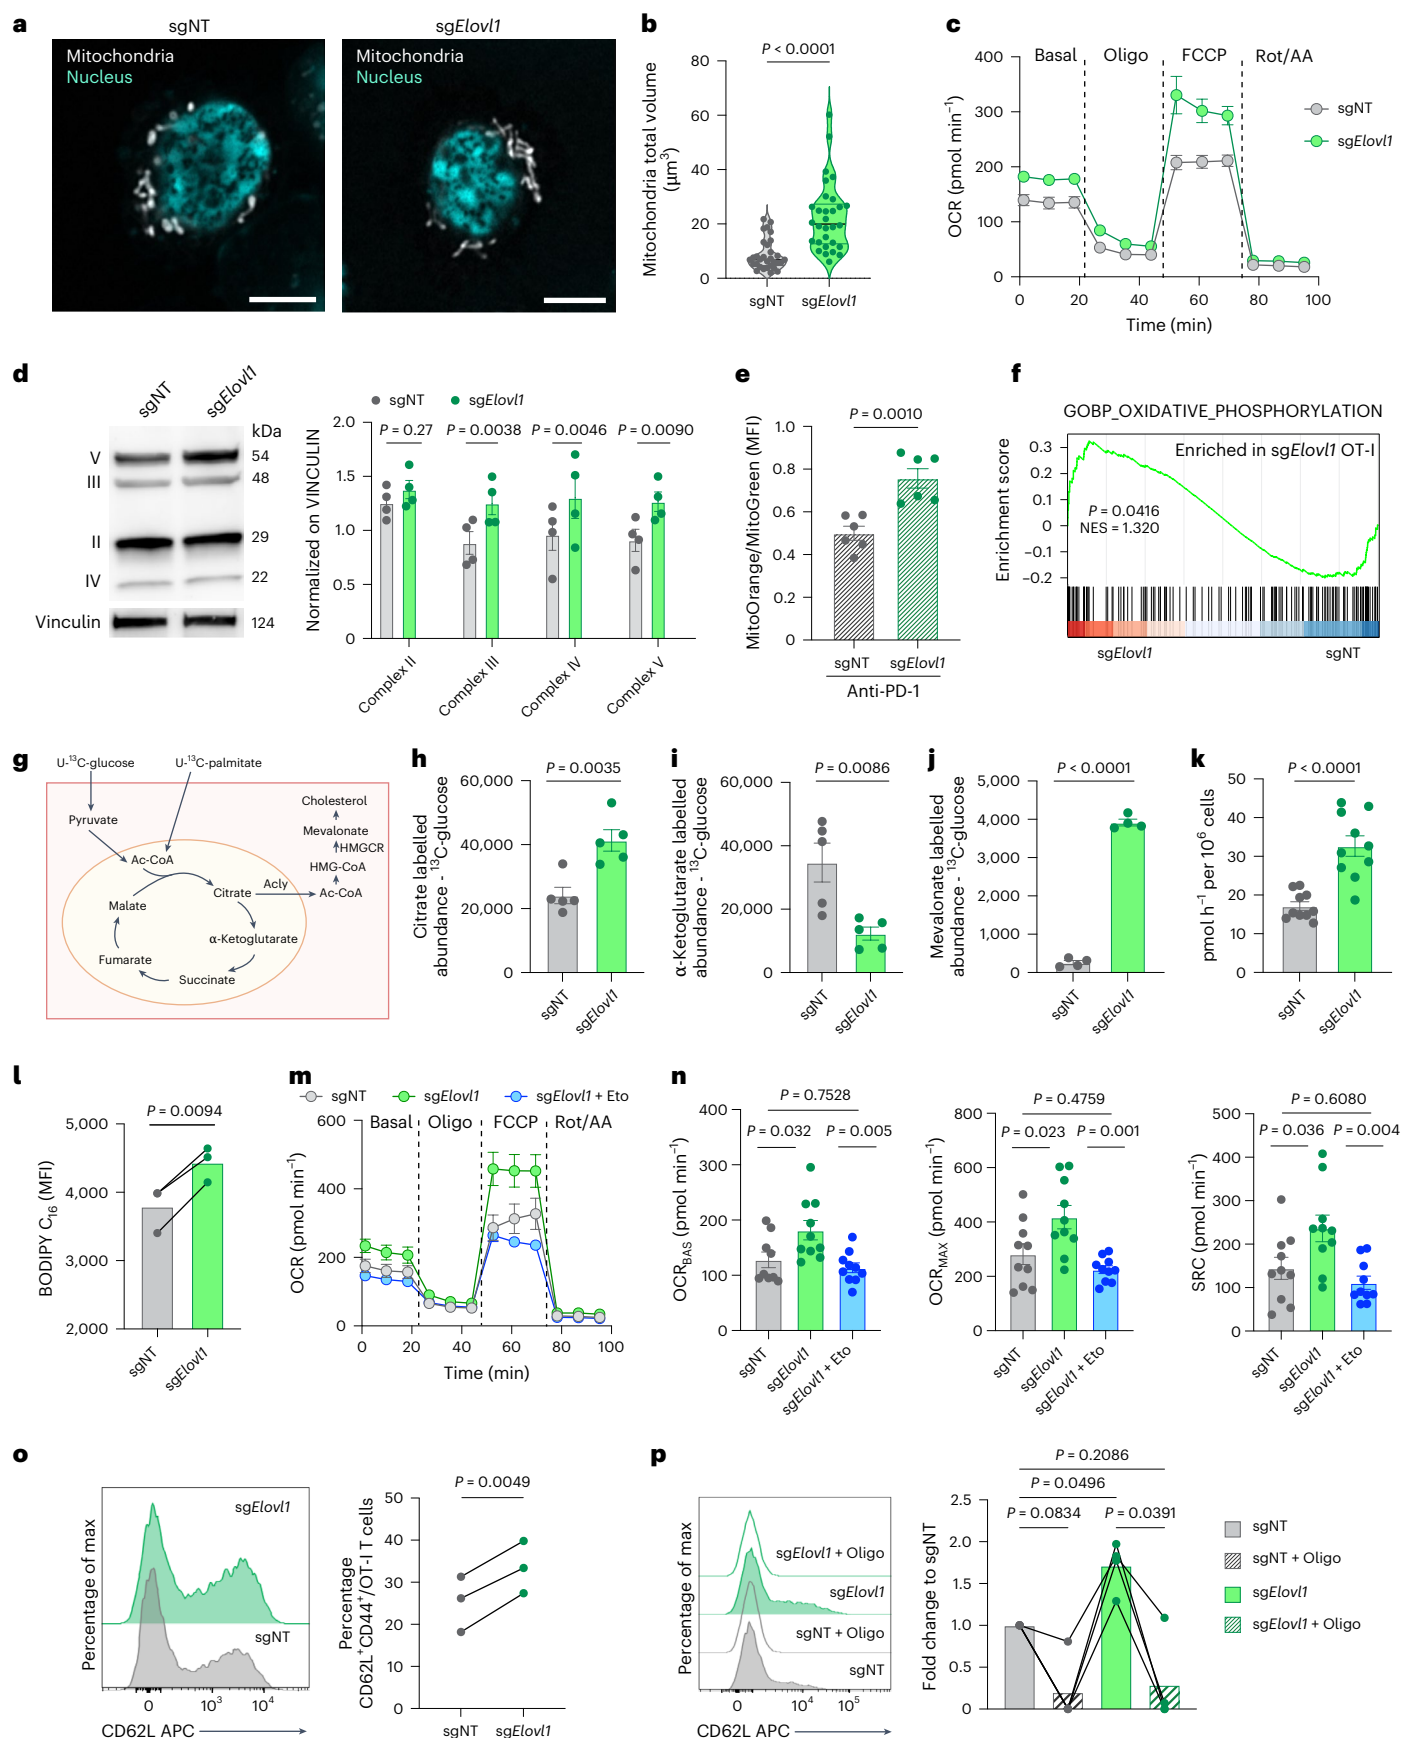 a
sgNT
sgElovl1
Mitochondria
Nucleus
Mitochondria
Nucleus
b
P < 0.0001
Mitochondria total volume
(µm³)
80
60
40
20
0
sgNT
sgElovl1
c
OCR (pmol min⁻¹)
400
300
200
100
0
Basal
Oligo
FCCP
Rot/AA
sgNT
sgElovl1
0
20
40
60
80
100
Time (min)
d
sgNT
sgElovl1
kDa
V
54
III
48
II
29
IV
22
Vinculin
124
sgNT
sgElovl1
Normalized on VINCULIN
2.0
1.5
1.0
0.5
0
P = 0.27
P = 0.0038
P = 0.0046
P = 0.0090
Complex II
Complex III
Complex IV
Complex V
e
MitoOrange/MitoGreen (MFI)
P = 0.0010
1.0
0.8
0.6
0.4
0.2
0
sgNT
sgElovl1
Anti-PD-1
f
GOBP_OXIDATIVE_PHOSPHORYLATION
Enrichment score
0.3
0.2
0.1
0
−0.1
−0.2
Enriched in sgElovl1 OT-I
P = 0.0416
NES = 1.320
sgElovl1
sgNT
g
U-¹³C-glucose
U-¹³C-palmitate
Cholesterol
Pyruvate
Mevalonate
HMGCR
Ac-CoA
HMG-CoA
Citrate
Acly
Ac-CoA
Malate
α-Ketoglutarate
Fumarate
Succinate
h
P = 0.0035
Citrate labelled
abundance - ¹³C-glucose
60,000
40,000
20,000
0
sgNT
sgElovl1
i
P = 0.0086
α-Ketoglutarate labelled
abundance - ¹³C-glucose
60,000
40,000
20,000
0
sgNT
sgElovl1
j
P < 0.0001
Mevalonate labelled
abundance - ¹³C-glucose
5,000
4,000
3,000
2,000
1,000
0
sgNT
sgElovl1
k
P < 0.0001
pmol h⁻¹ per 10⁶ cells
50
40
30
20
10
0
sgNT
sgElovl1
l
P = 0.0094
BODIPY C₁₆ (MFI)
5,000
4,000
3,000
2,000
sgNT
sgElovl1
m
sgNT
sgElovl1
sgElovl1 + Eto
OCR (pmol min⁻¹)
600
400
200
0
Basal
Oligo
FCCP
Rot/AA
0
20
40
60
80
100
Time (min)
n
OCR_BAS (pmol min⁻¹)
400
300
200
100
0
P = 0.7528
P = 0.032
P = 0.005
sgNT
sgElovl1
sgElovl1 + Eto
OCR_MAX (pmol min⁻¹)
800
600
400
200
0
P = 0.4759
P = 0.023
P = 0.001
sgNT
sgElovl1
sgElovl1 + Eto
SRC (pmol min⁻¹)
500
400
300
200
100
0
P = 0.6080
P = 0.036
P = 0.004
sgNT
sgElovl1
sgElovl1 + Eto
o
Percentage of max
sgElovl1
sgNT
0
10³
10⁴
CD62L APC
P = 0.0049
Percentage
CD62L⁺CD44⁺/OT-I T cells
50
40
30
20
10
0
sgNT
sgElovl1
p
Percentage of max
sgElovl1 + Oligo
sgElovl1
sgNT + Oligo
sgNT
0
10⁴
10⁵
CD62L APC
P = 0.2086
P = 0.0496
P = 0.0834
P = 0.0391
Fold change to sgNT
2.5
2.0
1.5
1.0
0.5
0
sgNT
sgNT + Oligo
sgElovl1
sgElovl1 + Oligo